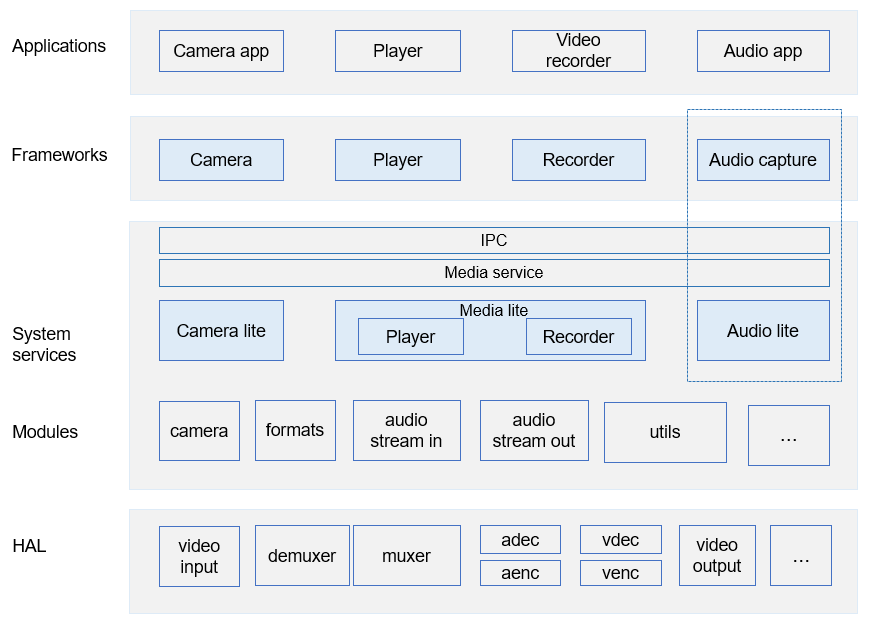 Applications
Camera app
Player
Video
recorder
Audio app
Frameworks
Camera
Player
Recorder
Audio capture
IPC
Media service
System
services
Camera lite
Media lite
Player
Recorder
Audio lite
Modules
camera
formats
audio
stream in
audio
stream out
utils
...
HAL
video
input
demuxer
muxer
adec
aenc
vdec
venc
video
output
...